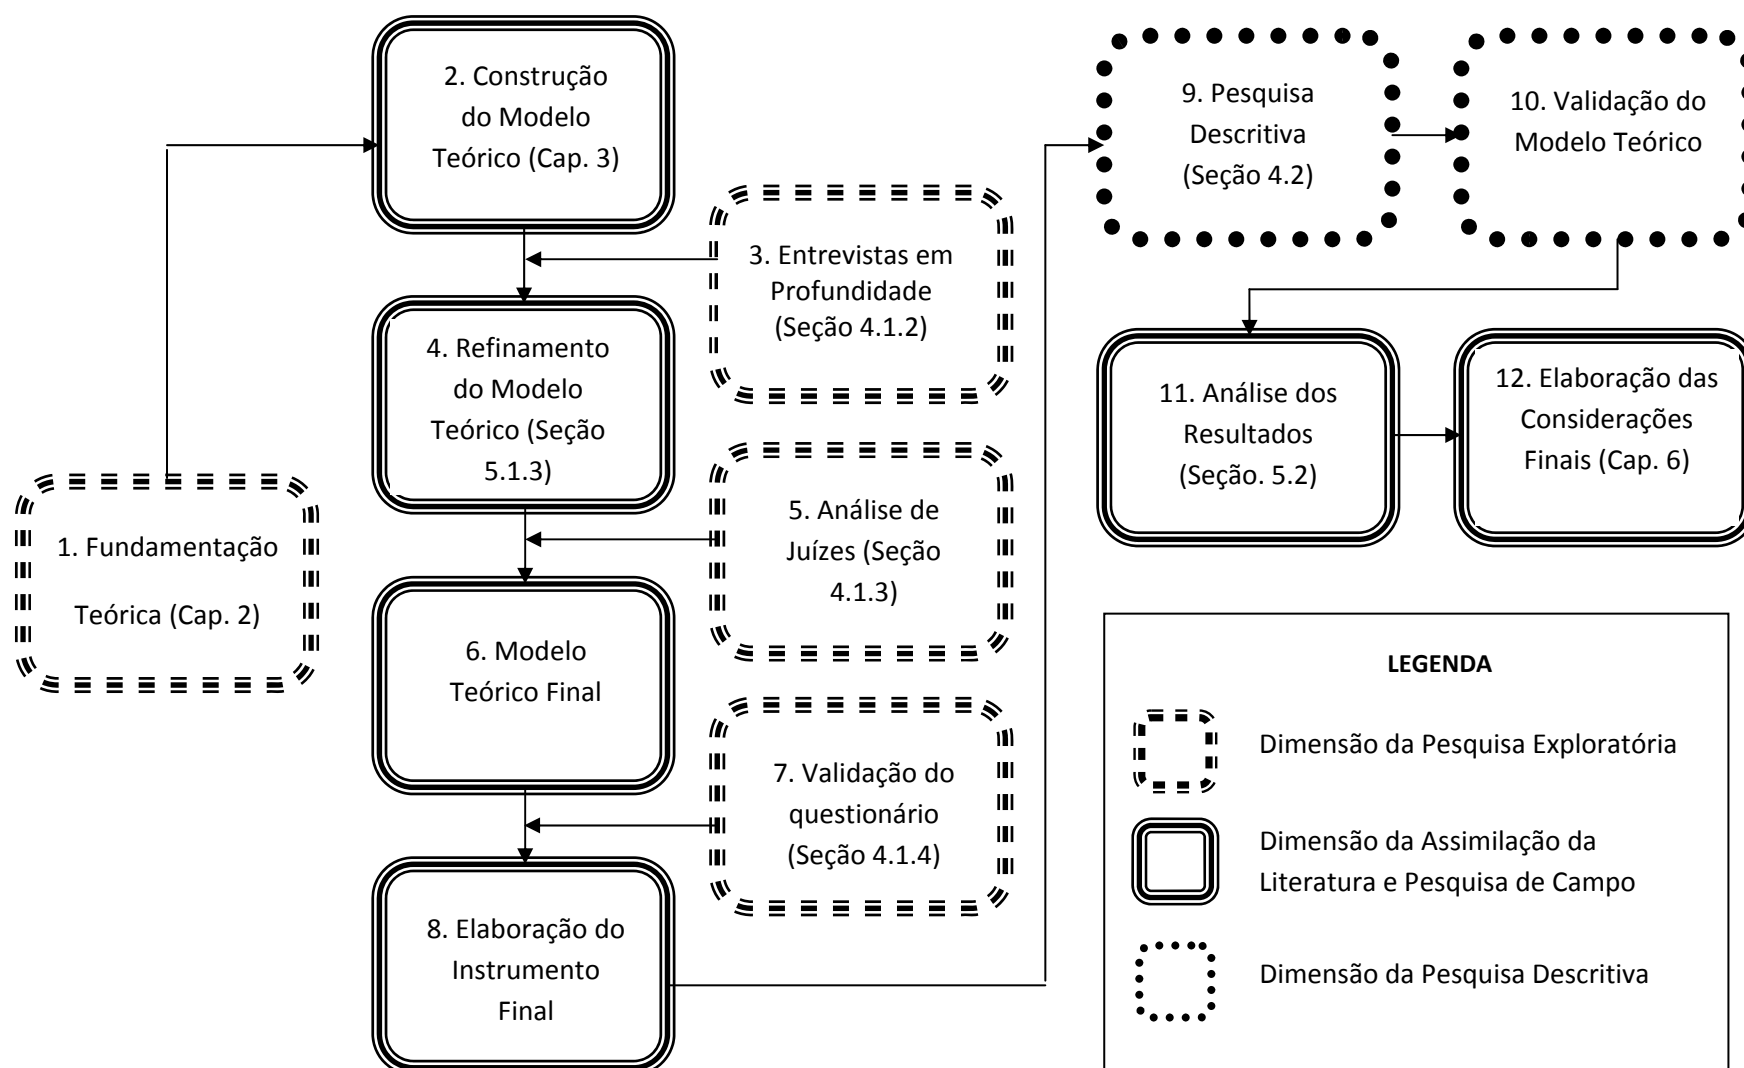 1. Fundamentação
Teórica (Cap. 2)
2. Construção
do Modelo
Teórico (Cap. 3)
3. Entrevistas em
Profundidade
(Seção 4.1.2)
4. Refinamento
do Modelo
Teórico (Seção
5.1.3)
5. Análise de
Juízes (Seção
4.1.3)
6. Modelo
Teórico Final
7. Validação do
questionário
(Seção 4.1.4)
8. Elaboração do
Instrumento
Final
9. Pesquisa
Descritiva
(Seção 4.2)
10. Validação do
Modelo Teórico
11. Análise dos
Resultados
(Seção. 5.2)
12. Elaboração das
Considerações
Finais (Cap. 6)
LEGENDA
Dimensão da Pesquisa Exploratória
Dimensão da Assimilação da
Literatura e Pesquisa de Campo
Dimensão da Pesquisa Descritiva